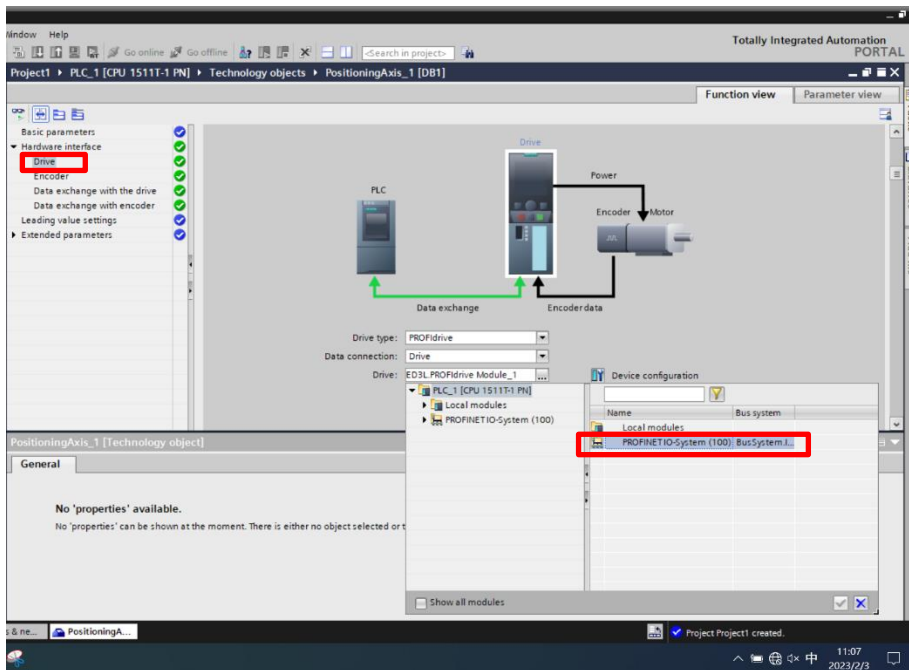 Window Help
Totally Integrated Automation
PORTAL
Go online Go offline <Search in project>
Project1 PLC_1 [CPU 1511T-1 PN] Technology objects PositioningAxis_1 [DB1]
Function view Parameter view
Basic parameters
Hardware interface
Drive
Encoder
Data exchange with the drive
Data exchange with encoder
Leading value settings
Extended parameters
Drive
PLC
Power
Encoder Motor
Data exchange Encoder data
Drive type: PROFIdrive
Data connection: Drive
Drive: ED3L.PROFIdrive Module_1 ... Device configuration
PLC_1 [CPU 1511T-1 PN]
Local modules
PROFINET IO-System (100)
Name Bus system
Local modules
PROFINET IO-System (100) BusSystem.I...
PositioningAxis_1 [Technology object]
General
No 'properties' available.
No 'properties' can be shown at the moment. There is either no object selected or t
Show all modules
s & ne... PositioningA...
Project Project1 created.
中 11:07
2023/2/3